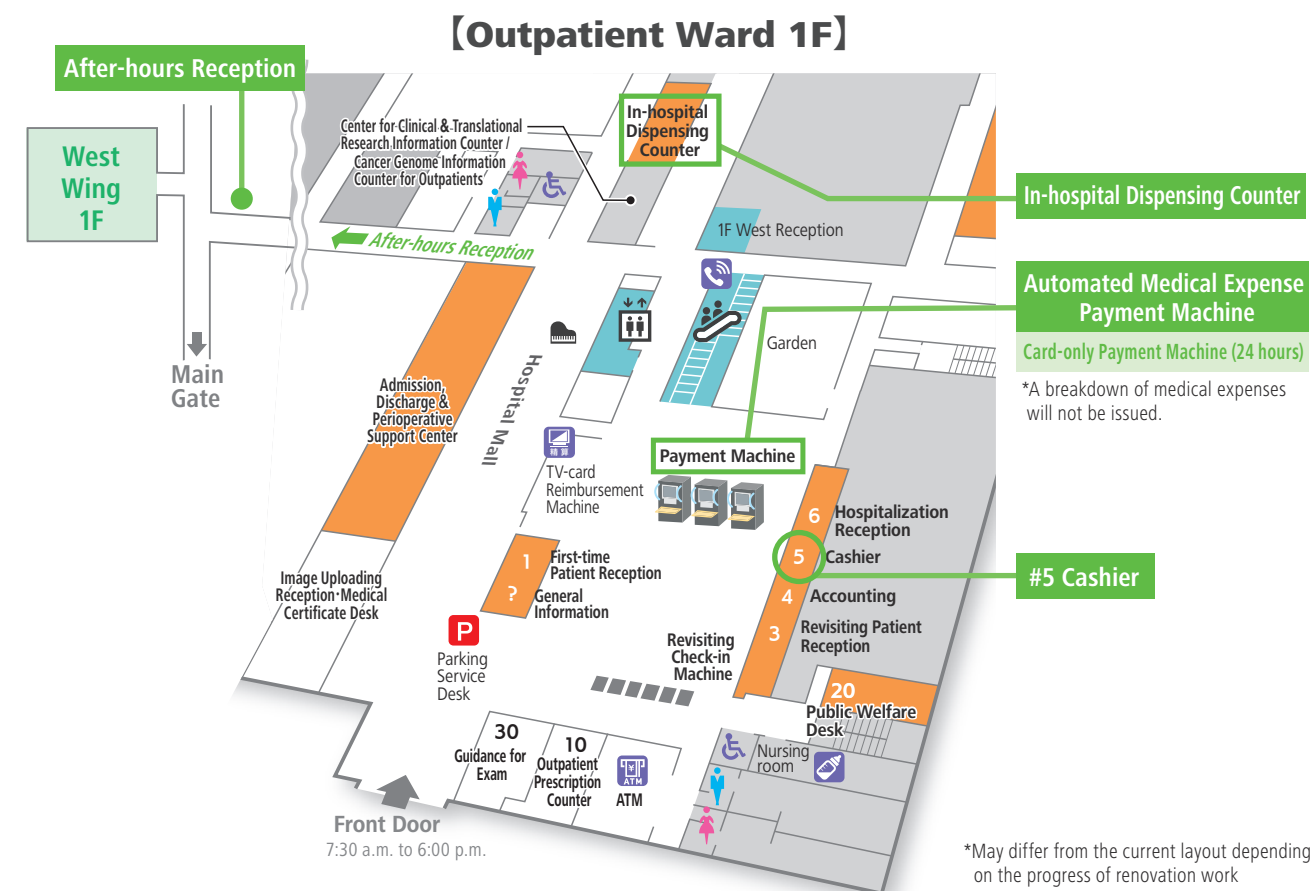 【Outpatient Ward 1F】
After-hours Reception
West
Wing
1F
Main
Gate
Center for Clinical & Translational
Research Information Counter /
Cancer Genome Information
Counter for Outpatients
In-hospital
Dispensing
Counter
In-hospital Dispensing Counter
1F West Reception
After-hours Reception
Automated Medical Expense
Payment Machine
Card-only Payment Machine (24 hours)
*A breakdown of medical expenses
will not be issued.
Garden
Hospital Mall
Admission,
Discharge &
Perioperative
Support Center
精算
TV-card
Reimbursement
Machine
Payment Machine
6
Hospitalization
Reception
5
Cashier
#5 Cashier
4
Accounting
3
Revisiting Patient
Reception
1
First-time
Patient Reception
?
General
Information
Image Uploading
Reception・Medical
Certificate Desk
P
Parking
Service
Desk
Revisiting
Check-in
Machine
20
Public Welfare
Desk
30
Guidance for
Exam
10
Outpatient
Prescription
Counter
¥
ATM
ATM
Nursing
room
Front Door
7:30 a.m. to 6:00 p.m.
*May differ from the current layout depending
on the progress of renovation work